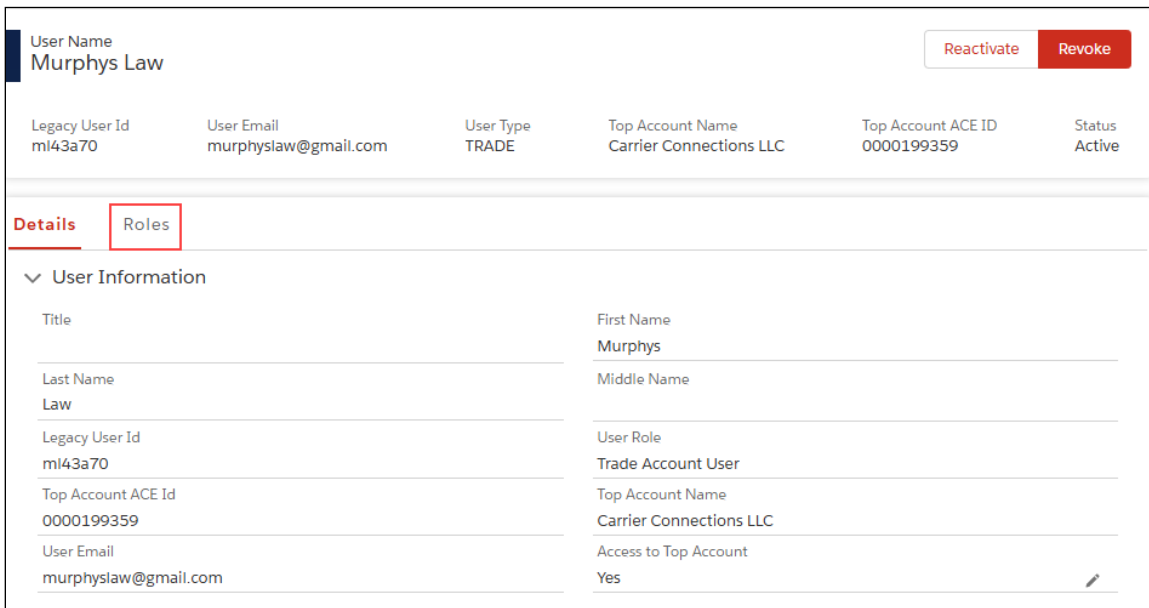 User Name
Murphys Law
Reactivate Revoke
Legacy User Id User Email User Type Top Account Name Top Account ACE ID Status
ml43a70 murphyslaw@gmail.com TRADE Carrier Connections LLC 0000199359 Active
Details Roles
User Information
Title First Name
Murphys
Last Name Middle Name
Law
Legacy User Id User Role
ml43a70 Trade Account User
Top Account ACE Id Top Account Name
0000199359 Carrier Connections LLC
User Email Access to Top Account
murphyslaw@gmail.com Yes